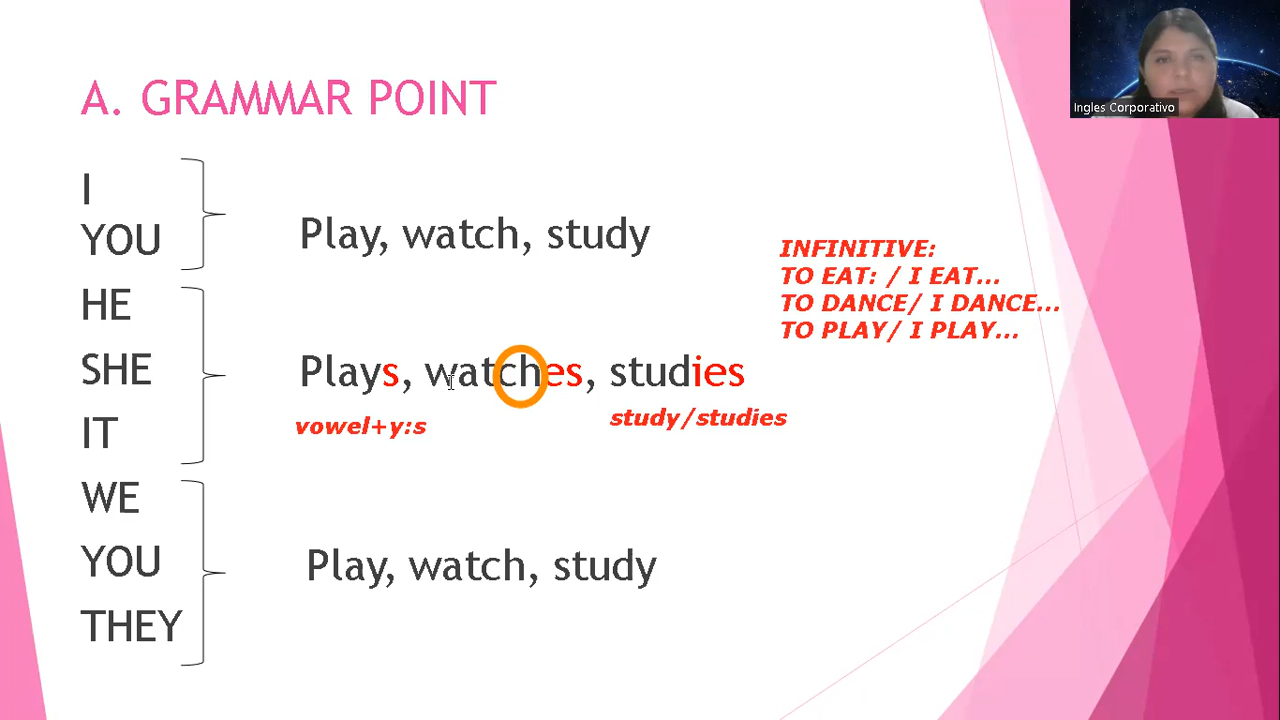 A. GRAMMAR POINT
Ingles Corporativo
I
YOU
Play, watch, study
HE
SHE
IT
Plays, watches, studies
vowel+y:s
study/studies
INFINITIVE:
TO EAT: / I EAT...
TO DANCE/ I DANCE...
TO PLAY/ I PLAY...
WE
YOU
THEY
Play, watch, study